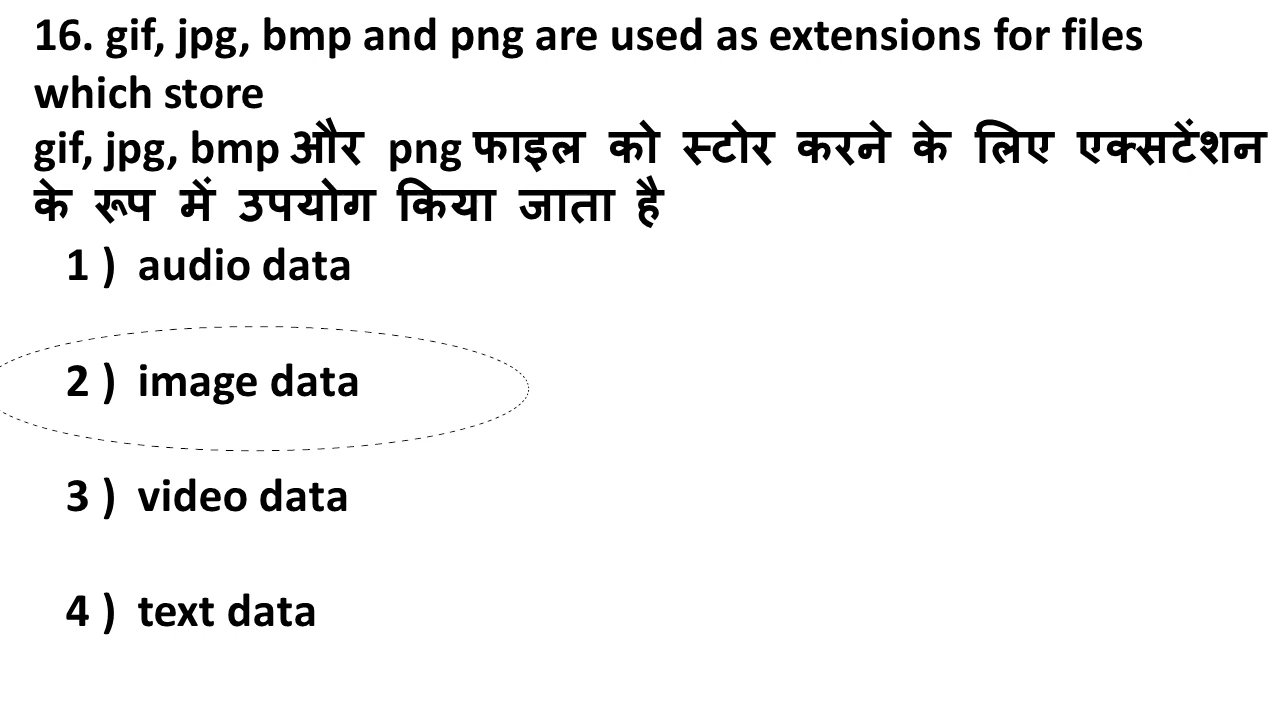 16. gif, jpg, bmp and png are used as extensions for files
which store
gif, jpg, bmp और png फाइल को स्टोर करने के लिए एक्सटेंशन
के रूप में उपयोग किया जाता है
1 ) audio data
2 ) image data
3 ) video data
4 ) text data